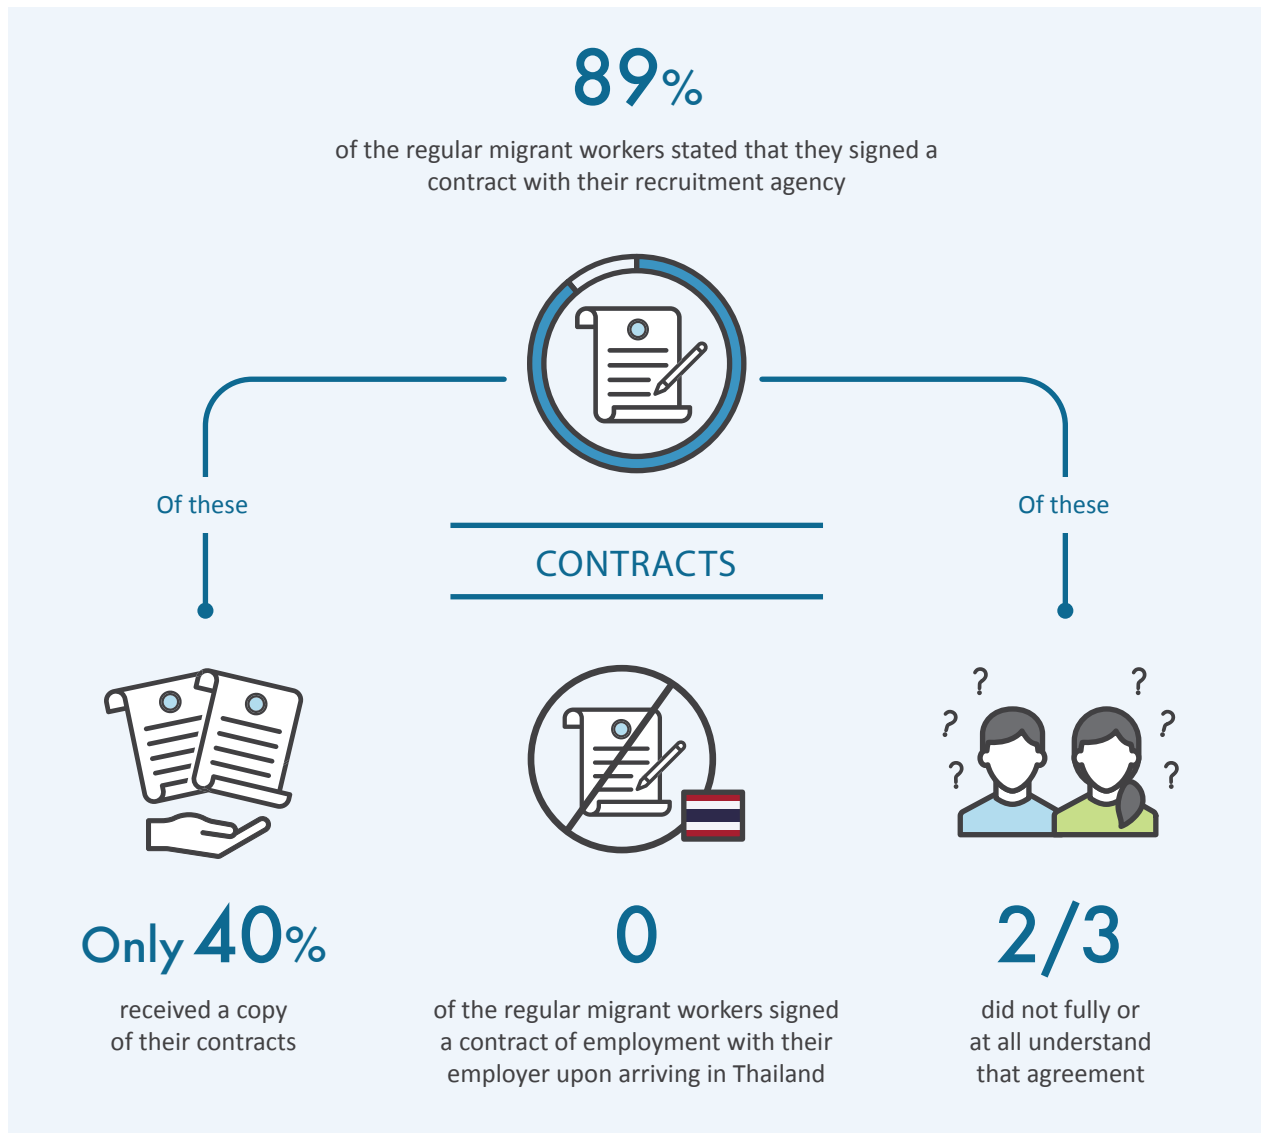 89%
of the regular migrant workers stated that they signed a
contract with their recruitment agency
Of these
Of these
CONTRACTS
? ? ? ? ? ?
Only 40%
received a copy
of their contracts
0
of the regular migrant workers signed
a contract of employment with their
employer upon arriving in Thailand
2/3
did not fully or
at all understand
that agreement